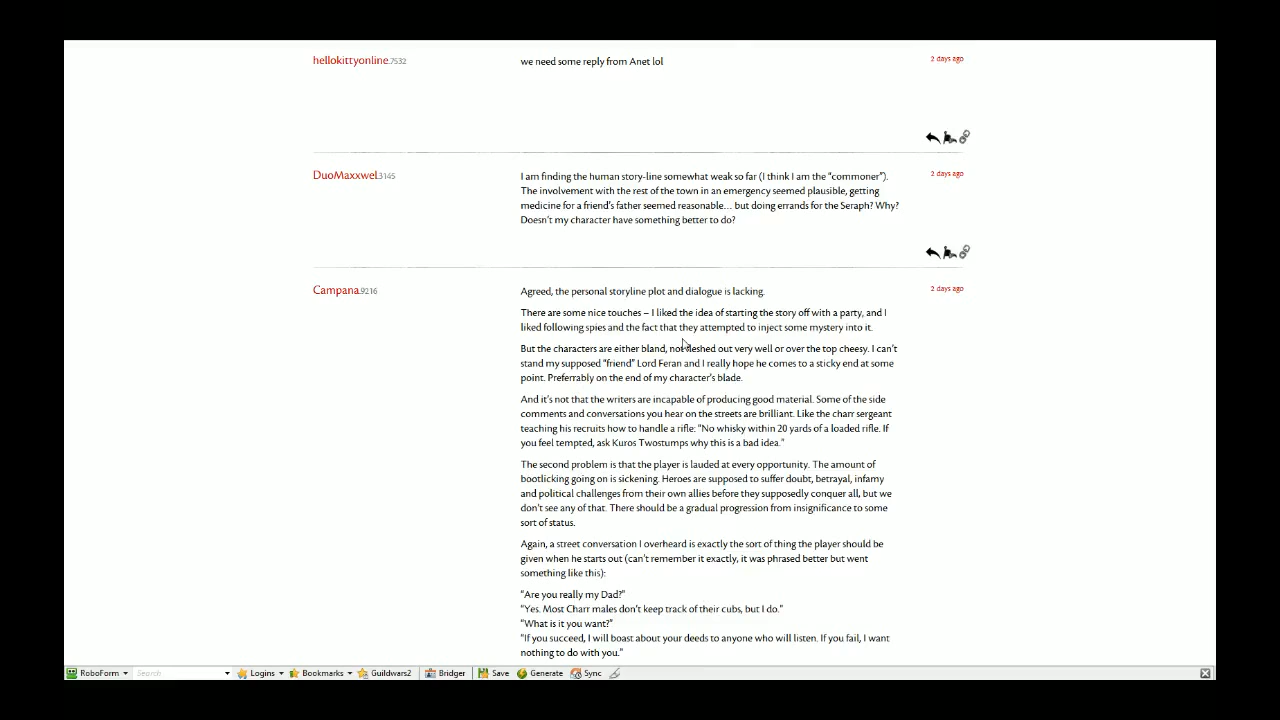 hellokittyonline.7532
we need some reply from Anet lol
2 days ago
DuoMaxxwel.3145
I am finding the human story-line somewhat weak so far (I think I am the “commoner”).
The involvement with the rest of the town in an emergency seemed plausible, getting
medicine for a friend’s father seemed reasonable… but doing errands for the Seraph? Why?
Doesn’t my character have something better to do?
2 days ago
Campana.9216
Agreed, the personal storyline plot and dialogue is lacking.
2 days ago
There are some nice touches – I liked the idea of starting the story off with a party, and I
liked following spies and the fact that they attempted to inject some mystery into it.
But the characters are either bland, not fleshed out very well or over the top cheesy. I can’t
stand my supposed “friend” Lord Feran and I really hope he comes to a sticky end at some
point. Preferrably on the end of my character’s blade.
And it’s not that the writers are incapable of producing good material. Some of the side
comments and conversations you hear on the streets are brilliant. Like the charr sergeant
teaching his recruits how to handle a rifle: “No whisky within 20 yards of a loaded rifle. If
you feel tempted, ask Kuros Twostumps why this is a bad idea.”
The second problem is that the player is lauded at every opportunity. The amount of
bootlicking going on is sickening. Heroes are supposed to suffer doubt, betrayal, infamy
and political challenges from their own allies before they supposedly conquer all, but we
don’t see any of that. There should be a gradual progression from insignificance to some
sort of status.
Again, a street conversation I overheard is exactly the sort of thing the player should be
given when he starts out (can’t remember it exactly, it was phrased better but went
something like this):
“Are you really my Dad?”
“Yes. Most Charr males don’t keep track of their cubs, but I do.”
“What is it you want?”
“If you succeed, I will boast about your deeds to anyone who will listen. If you fail, I want
nothing to do with you.”
RoboForm Search Logins Bookmarks Guildwars2 Bridger Save Generate Sync